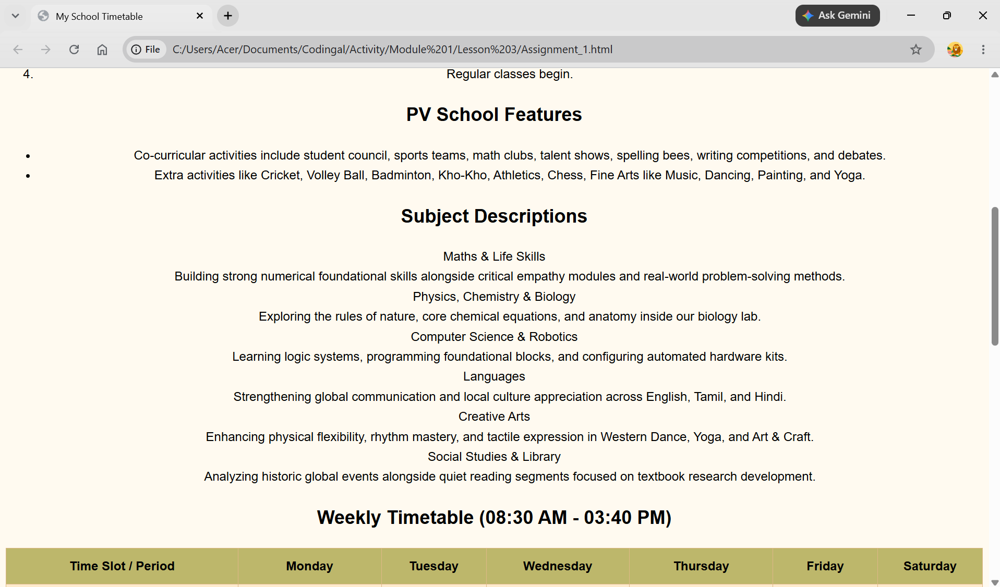 My School Timetable
Ask Gemini
File C:/Users/Acer/Documents/Codingal/Activity/Module%201/Lesson%203/Assignment_1.html
4. Regular classes begin.
PV School Features
• Co-curricular activities include student council, sports teams, math clubs, talent shows, spelling bees, writing competitions, and debates.
• Extra activities like Cricket, Volley Ball, Badminton, Kho-Kho, Athletics, Chess, Fine Arts like Music, Dancing, Painting, and Yoga.
Subject Descriptions
Maths & Life Skills
Building strong numerical foundational skills alongside critical empathy modules and real-world problem-solving methods.
Physics, Chemistry & Biology
Exploring the rules of nature, core chemical equations, and anatomy inside our biology lab.
Computer Science & Robotics
Learning logic systems, programming foundational blocks, and configuring automated hardware kits.
Languages
Strengthening global communication and local culture appreciation across English, Tamil, and Hindi.
Creative Arts
Enhancing physical flexibility, rhythm mastery, and tactile expression in Western Dance, Yoga, and Art & Craft.
Social Studies & Library
Analyzing historic global events alongside quiet reading segments focused on textbook research development.
Weekly Timetable (08:30 AM - 03:40 PM)
Time Slot / Period Monday Tuesday Wednesday Thursday Friday Saturday